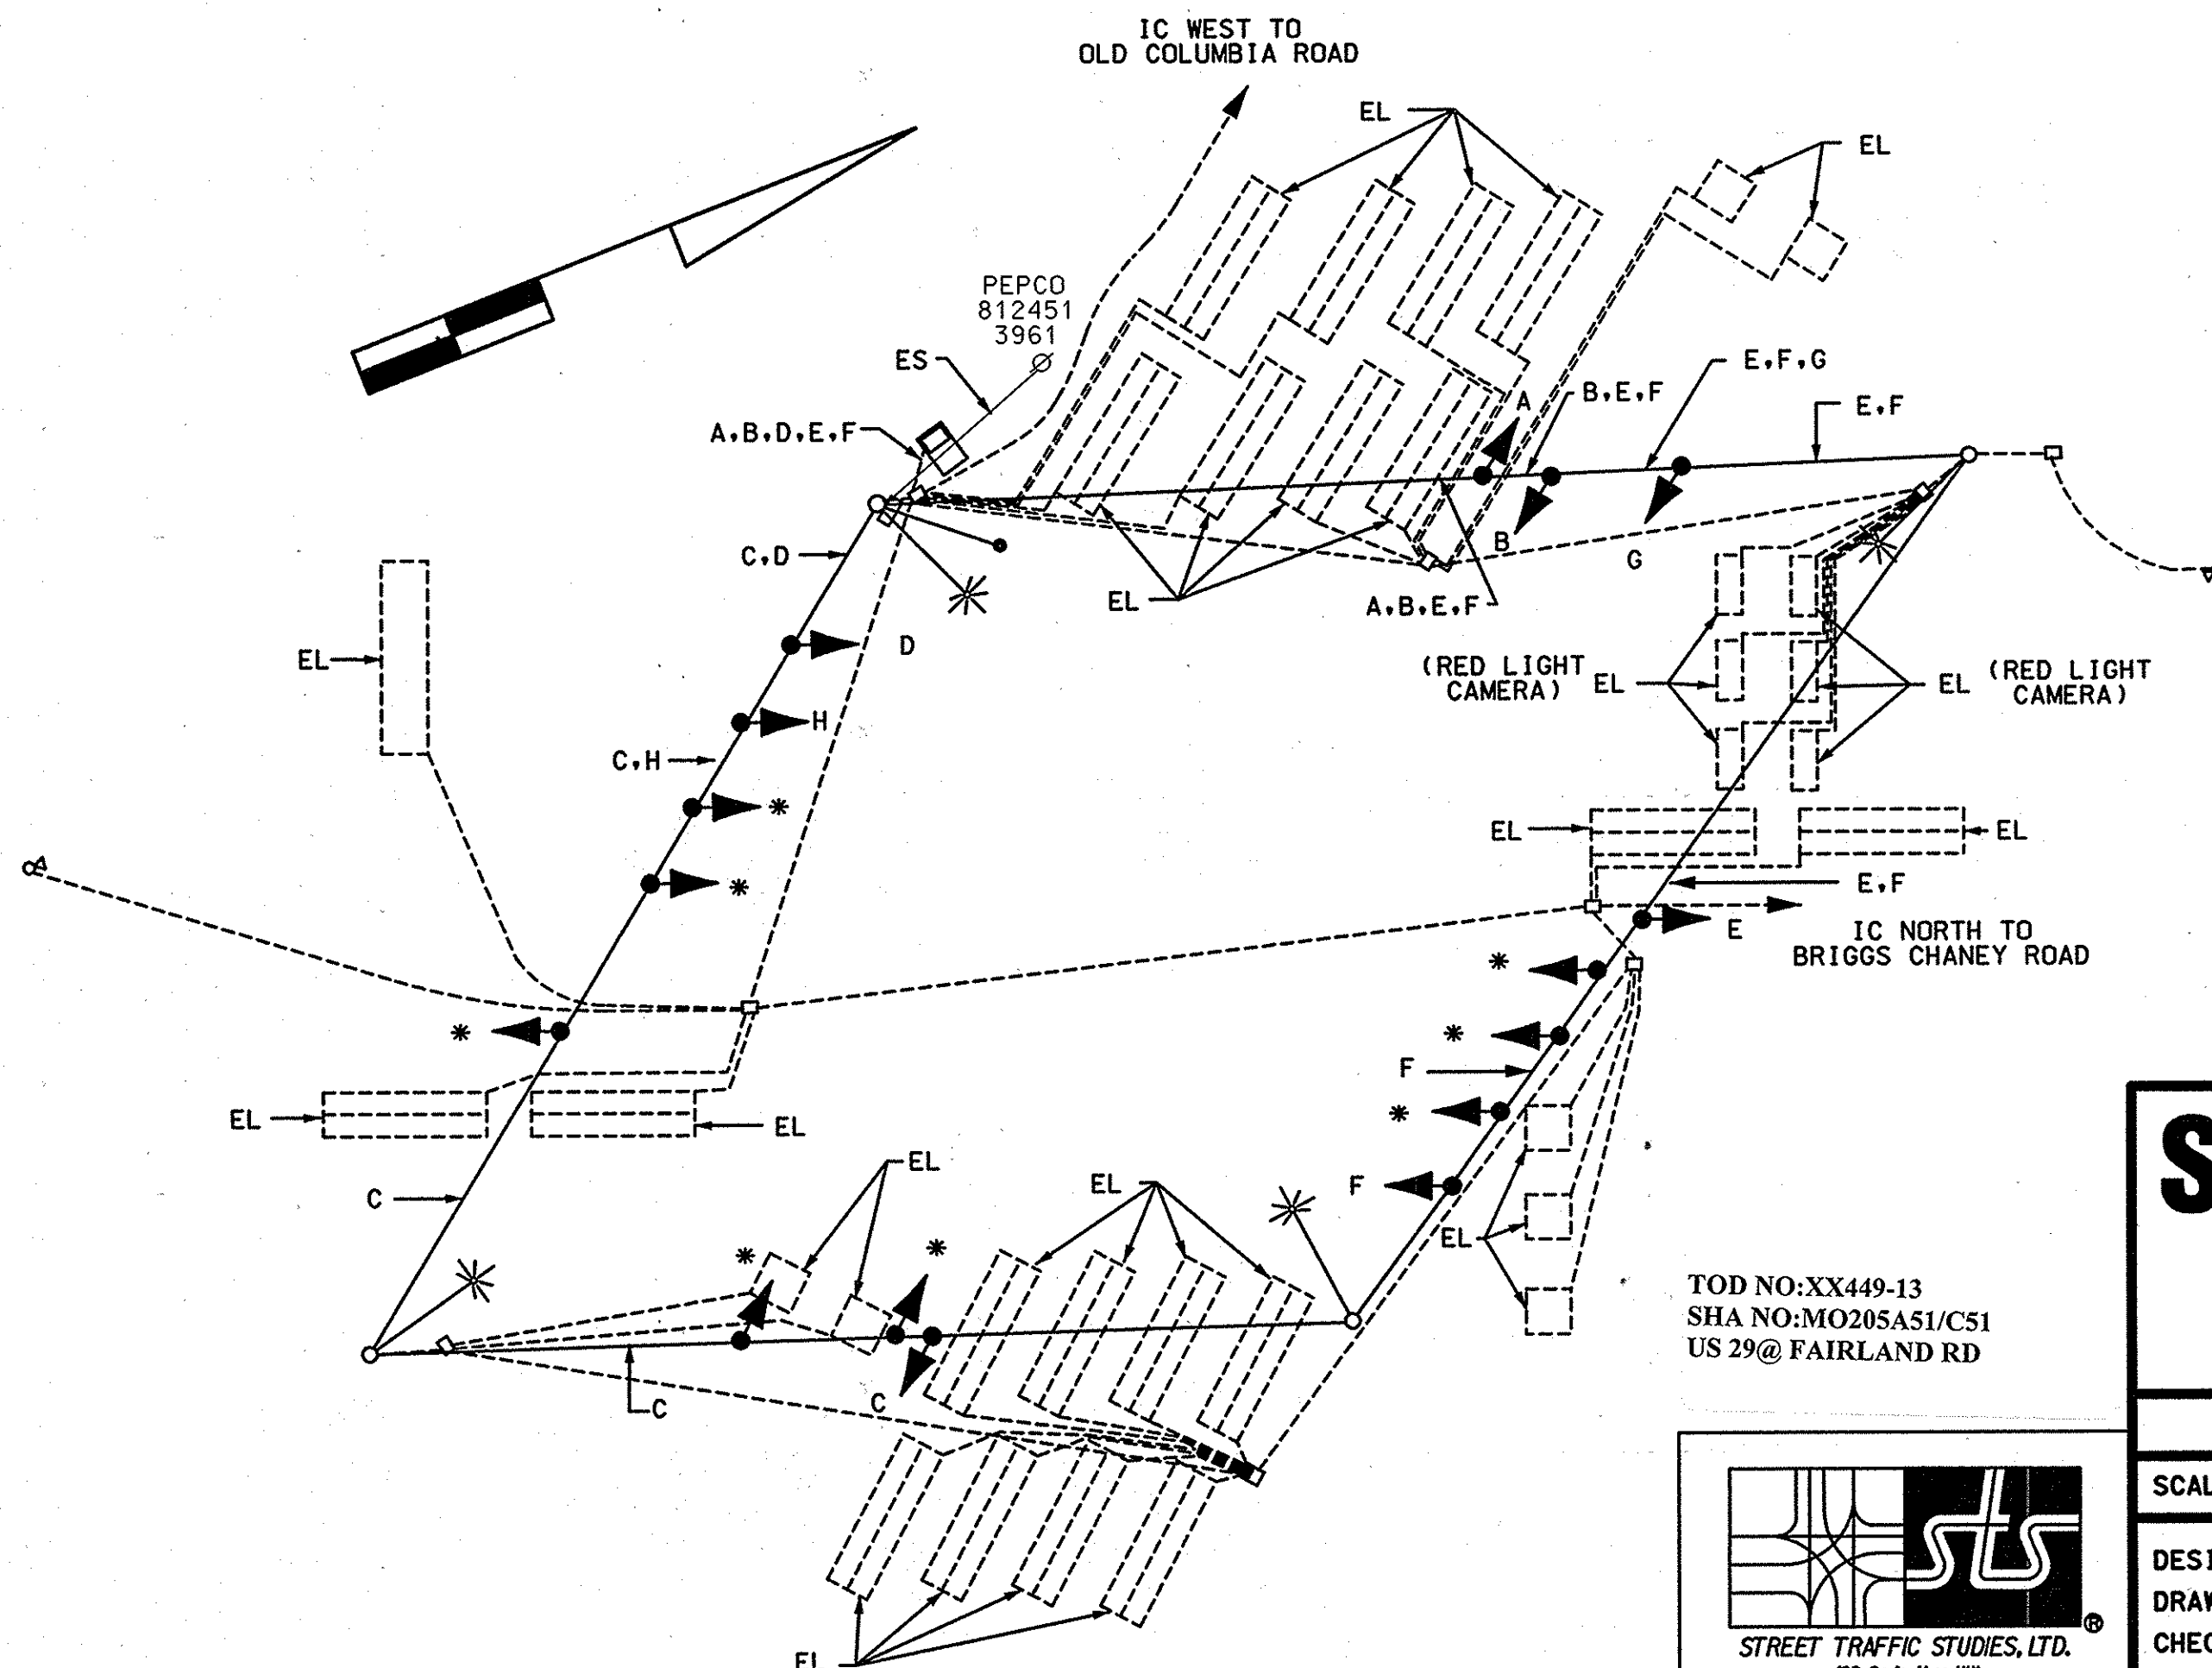 IC WEST TO
OLD COLUMBIA ROAD
EL
EL
PEPCO
812451
3961
ES
E,F,G
A
B,E,F
E,F
A,B,D,E,F
B
C,D
G
EL
A,B,E,F
D
EL
(RED LIGHT
CAMERA)
EL
EL
(RED LIGHT
CAMERA)
H
C,H
*
EL
EL
*
E,F
E
IC NORTH TO
BRIGGS CHANEY ROAD
*
*
*
F
*
EL
EL
EL
EL
F
C
EL
*
*
TOD NO:XX449-13
SHA NO:MO205A51/C51
US 29@ FAIRLAND RD
C
C
S
SCAL
STS
®
DESI
DRAW
CHEC
STREET TRAFFIC STUDIES, LTD.
EL